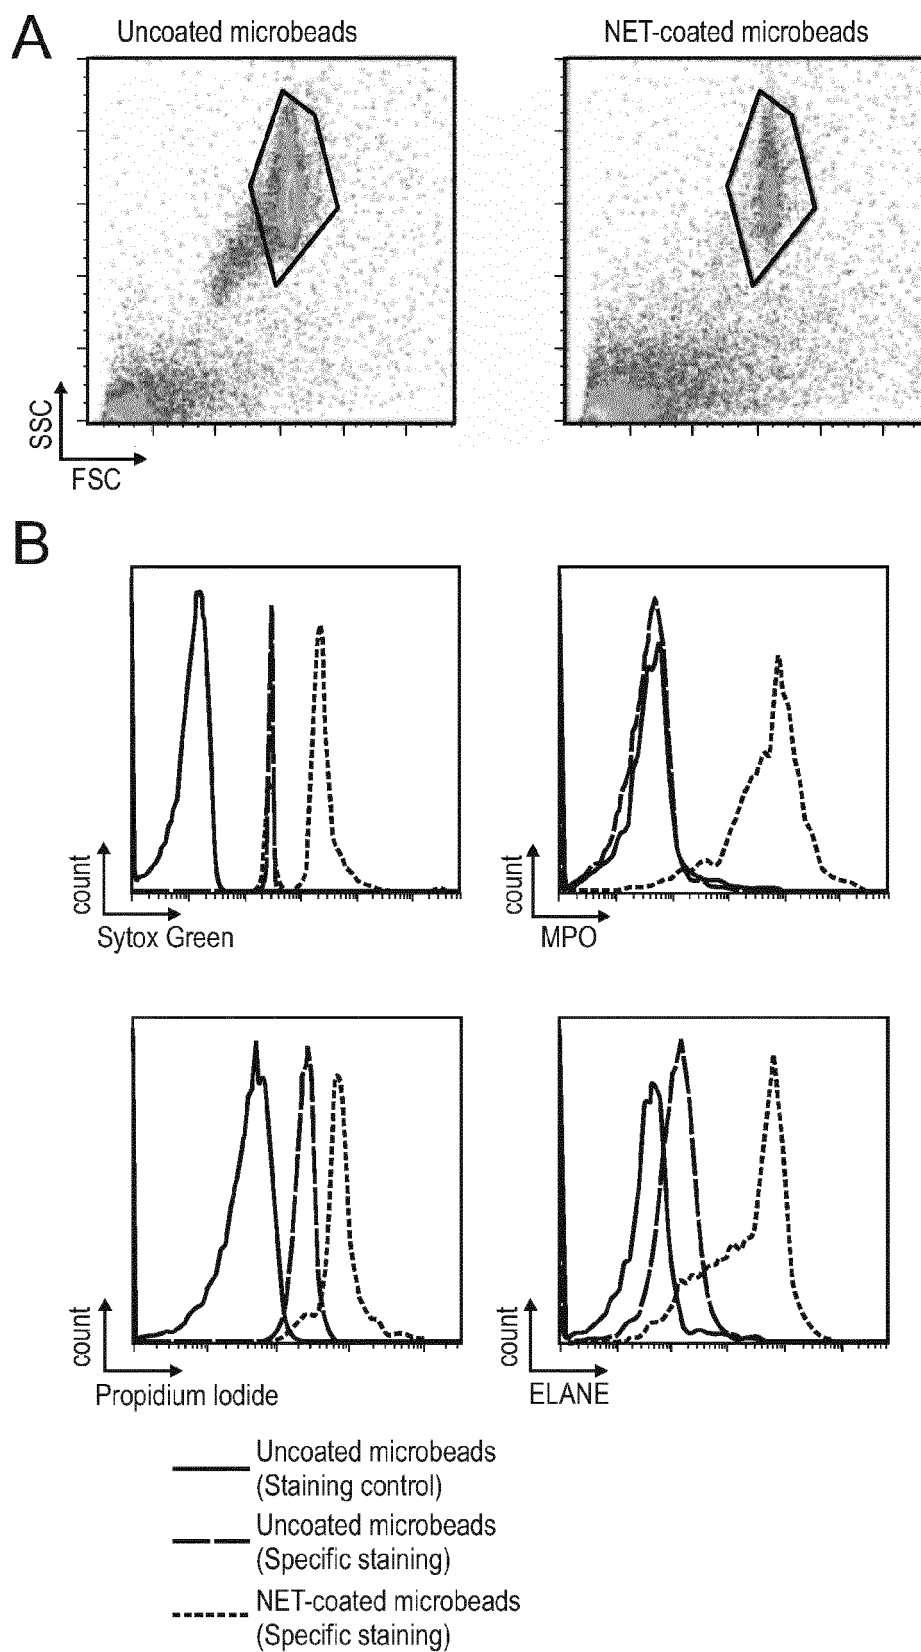 A
Uncoated microbeads
NET-coated microbeads
SSC
FSC
B
count
Sytox Green
count
MPO
count
Propidium Iodide
count
ELANE
Uncoated microbeads
(Staining control)
Uncoated microbeads
(Specific staining)
NET-coated microbeads
(Specific staining)